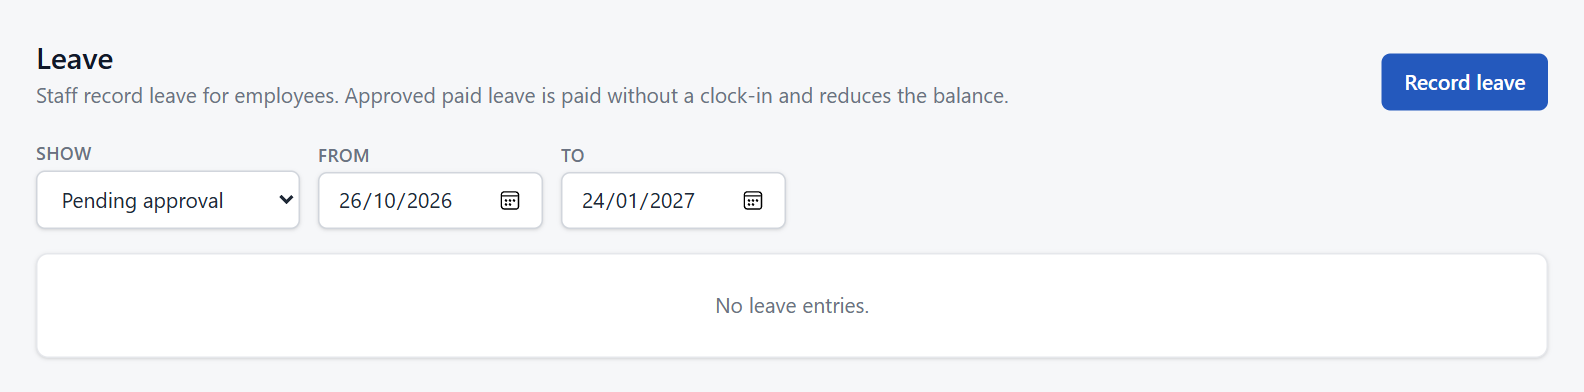 Leave
Staff record leave for employees. Approved paid leave is paid without a clock-in and reduces the balance.
Record leave
SHOW
FROM
TO
Pending approval
26/10/2026
24/01/2027
No leave entries.